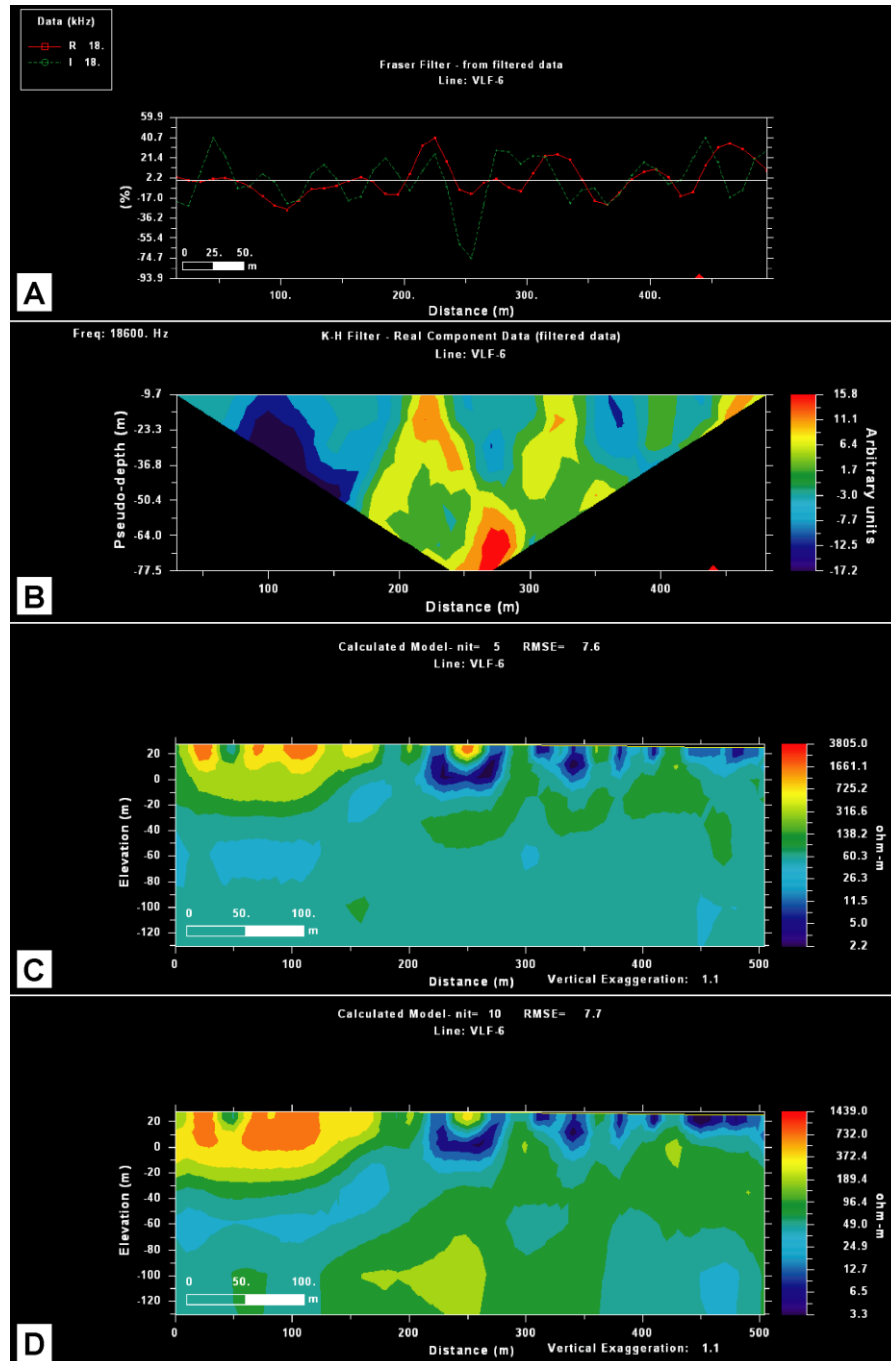 Data (kHz)
R 18.
I 18.
Fraser Filter - from filtered data
Line: VLF-6
59.9
40.7
21.4
2.2
-17.0
-36.2
-55.4
-74.7
-93.9
(%)
0 25. 50.
m
100. 200. 300. 400.
Distance (m)
A
Freq: 18600. Hz
K-H Filter - Real Component Data (filtered data)
Line: VLF-6
-9.7
-23.3
-36.8
-50.4
-64.0
-77.5
Pseudo-depth (m)
100 200 300 400
Distance (m)
15.8
11.1
6.4
1.7
-3.0
-7.7
-12.5
-17.2
Arbitrary units
B
Calculated Model- nit= 5 RMSE= 7.6
Line: VLF-6
20
0
-20
-40
-60
-80
-100
-120
Elevation (m)
0 50. 100.
m
0 100 200 300 400 500
Distance (m)
Vertical Exaggeration: 1.1
3805.0
1661.1
725.2
316.6
138.2
60.3
26.3
11.5
5.0
2.2
ohm-m
C
Calculated Model- nit= 10 RMSE= 7.7
Line: VLF-6
20
0
-20
-40
-60
-80
-100
-120
Elevation (m)
0 50. 100.
m
0 100 200 300 400 500
Distance (m)
Vertical Exaggeration: 1.1
1439.0
732.0
372.4
189.4
96.4
49.0
24.9
12.7
6.5
3.3
ohm-m
D